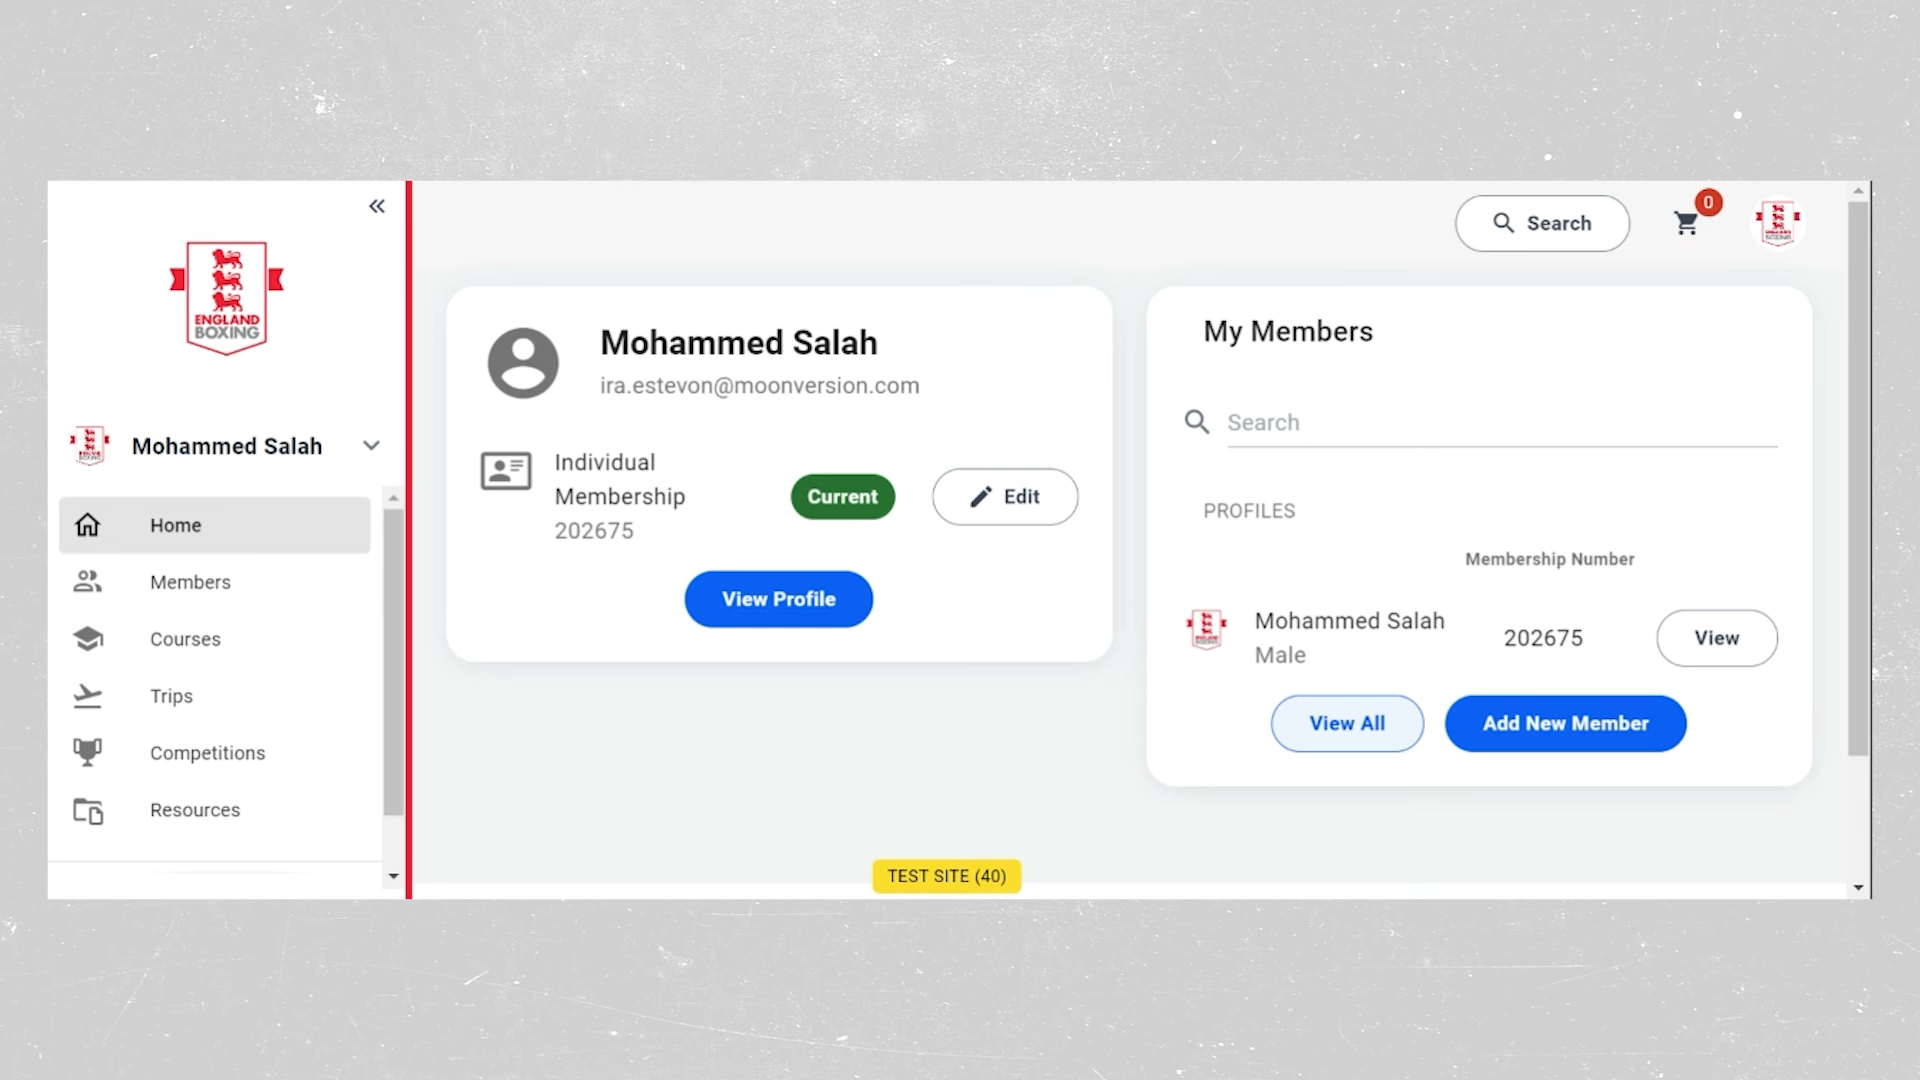 ENGLAND
BOXING
Mohammed Salah
Home
Members
Courses
Trips
Competitions
Resources
Search
0
Mohammed Salah
ira.estevon@moonversion.com
Individual
Membership
202675
Current
Edit
View Profile
My Members
Search
PROFILES
Membership Number
Mohammed Salah
Male
202675
View
View All
Add New Member
TEST SITE (40)